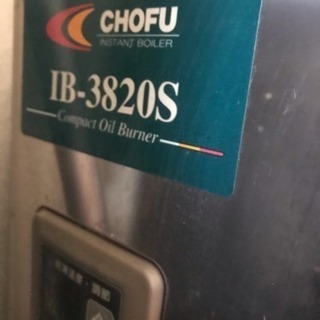 CHOFU
INSTANT BOILER
IB-3820S
Compact Oil Burner